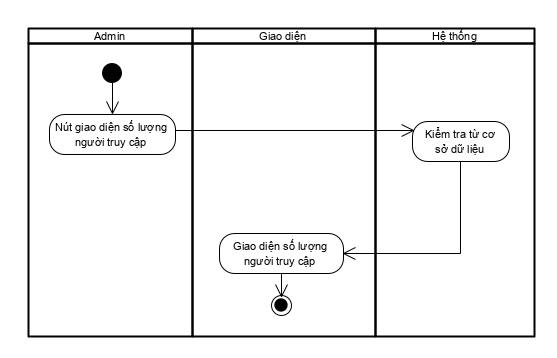 Admin
Giao diện
Hệ thống
Nút giao diện số lượng
người truy cập
Kiểm tra từ cơ
sở dữ liệu
Giao diện số lượng
người truy cập